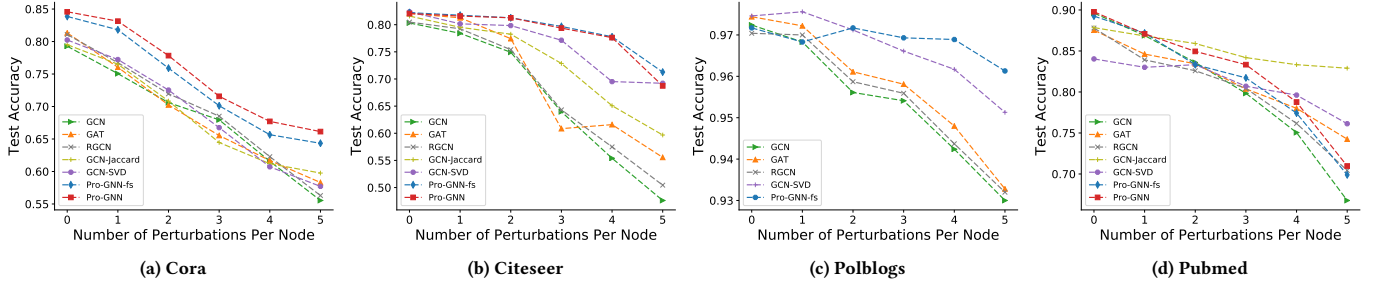 0.85
0.80
0.75
0.70
0.65
0.60
0.55
Test Accuracy
GCN
GAT
RGCN
GCN-Jaccard
GCN-SVD
Pro-GNN-fs
Pro-GNN
0 1 2 3 4 5
Number of Perturbations Per Node
(a) Cora
0.80
0.75
0.70
0.65
0.60
0.55
0.50
Test Accuracy
GCN
GAT
RGCN
GCN-Jaccard
GCN-SVD
Pro-GNN-fs
Pro-GNN
0 1 2 3 4 5
Number of Perturbations Per Node
(b) Citeseer
0.97
0.96
0.95
0.94
0.93
Test Accuracy
GCN
GAT
RGCN
GCN-SVD
Pro-GNN-fs
0 1 2 3 4 5
Number of Perturbations Per Node
(c) Polblogs
0.90
0.85
0.80
0.75
0.70
Test Accuracy
GCN
GAT
RGCN
GCN-Jaccard
GCN-SVD
Pro-GNN-fs
Pro-GNN
0 1 2 3 4 5
Number of Perturbations Per Node
(d) Pubmed